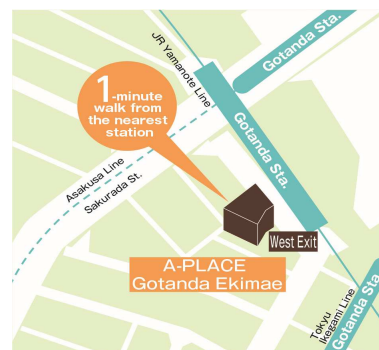 JR Yamanote Line
Gotanda Sta.
1-minute
walk from
the nearest
station
Gotanda Sta.
Asakusa Line
Sakurada St.
West Exit
A-PLACE
Gotanda Ekimae
Tokyu
Ikegami Line
Gotanda Sta